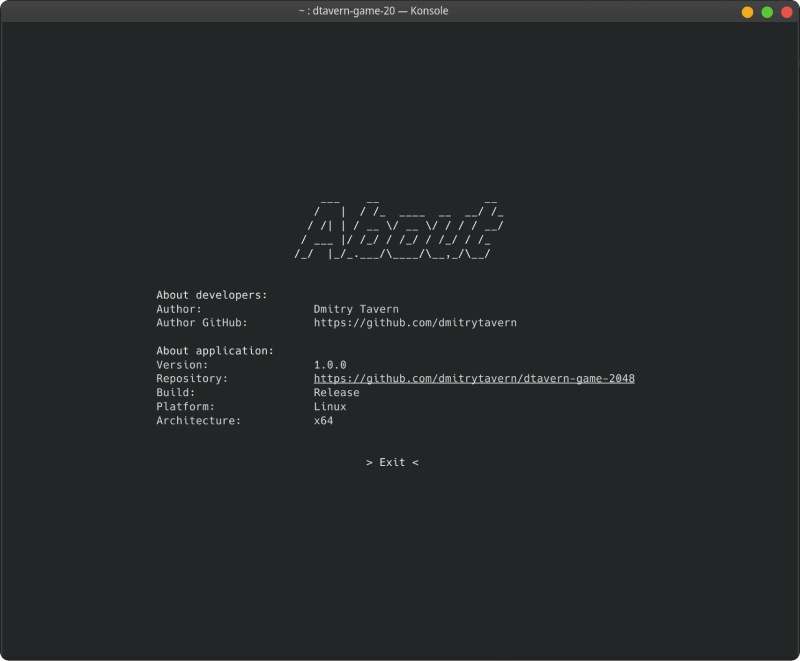 ~ : dtavern-game-20 — Konsole
About
About developers:
Author: Dmitry Tavern
Author GitHub: https://github.com/dmitrytavern
About application:
Version: 1.0.0
Repository: https://github.com/dmitrytavern/dtavern-game-2048
Build: Release
Platform: Linux
Architecture: x64
> Exit <